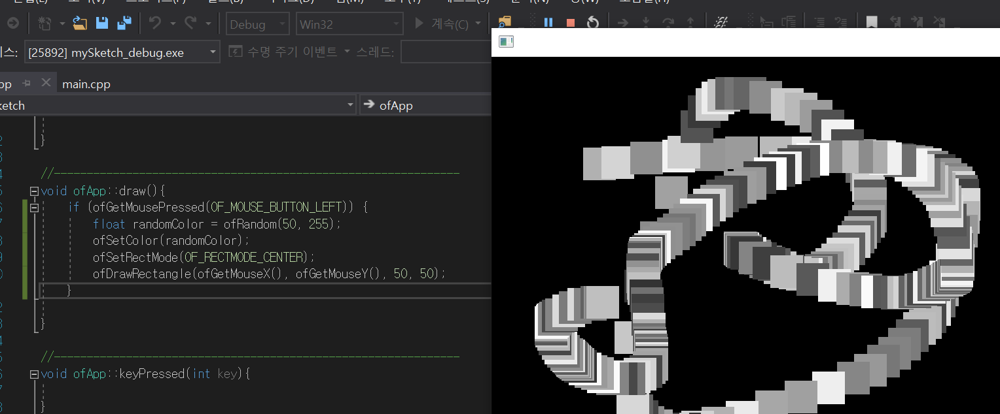 Debug Win32 계속(C)
스: [25892] mySketch_debug.exe 수명 주기 이벤트 스레드:
pp main.cpp
ketch ofApp
}
//--------------------------------------------------------------
void ofApp::draw(){
if (ofGetMousePressed(OF_MOUSE_BUTTON_LEFT)) {
float randomColor = ofRandom(50, 255);
ofSetColor(randomColor);
ofSetRectMode(OF_RECTMODE_CENTER);
ofDrawRectangle(ofGetMouseX(), ofGetMouseY(), 50, 50);
}
}
//--------------------------------------------------------------
void ofApp::keyPressed(int key){
}